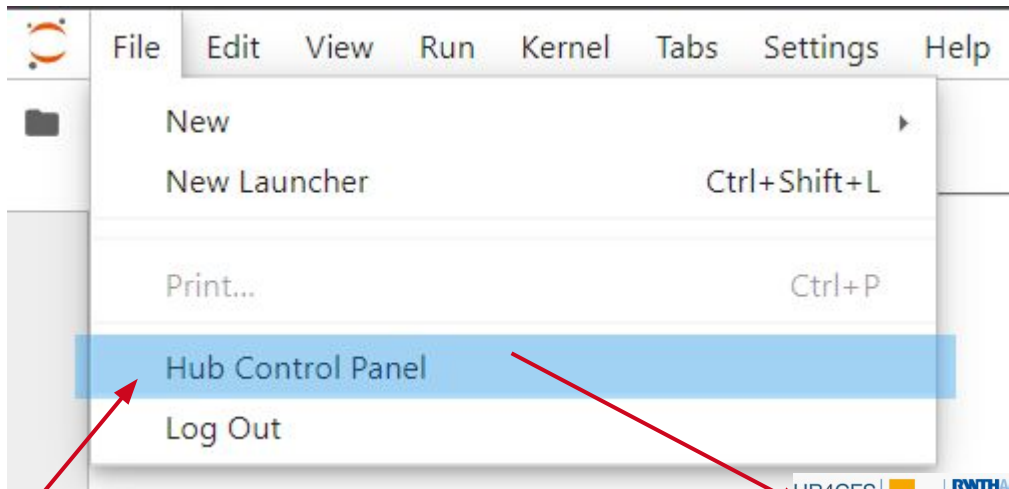 File Edit View Run Kernel Tabs Settings Help
New
New Launcher Ctrl+Shift+L
Print... Ctrl+P
Hub Control Panel
Log Out